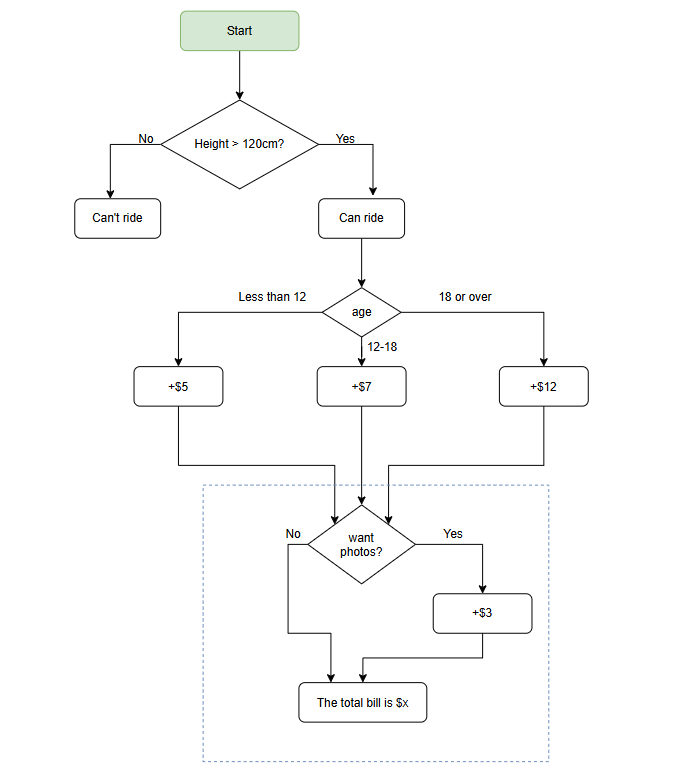 Start
Height > 120cm?
No
Yes
Can't ride
Can ride
Less than 12
18 or over
age
12-18
+$5
+$7
+$12
No
want
photos?
Yes
+$3
The total bill is $x